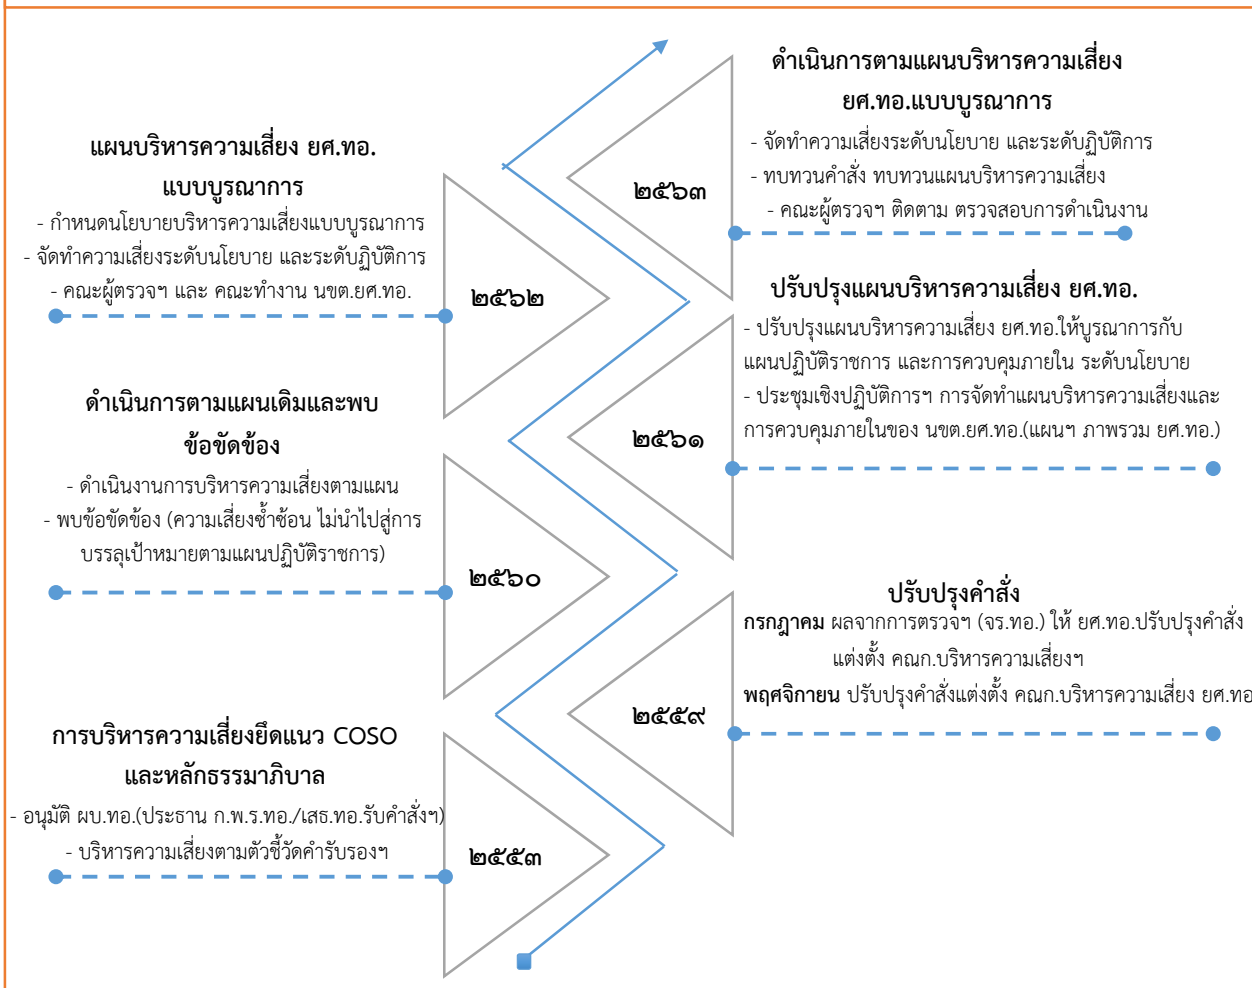 ดำเนินการตามแผนบริหารความเสี่ยง
ยศ.ทอ.แบบบูรณาการ
- จัดทำความเสี่ยงระดับนโยบาย และระดับฏิบัติการ
- ทบทวนคำสั่ง ทบทวนแผนบริหารความเสี่ยง
- คณะผู้ตรวจฯ ติดตาม ตรวจสอบการดำเนินงาน
๒๕๖๓
แผนบริหารความเสี่ยง ยศ.ทอ.
แบบบูรณาการ
- กำหนดนโยบายบริหารความเสี่ยงแบบบูรณาการ
- จัดทำความเสี่ยงระดับนโยบาย และระดับฏิบัติการ
- คณะผู้ตรวจฯ และ คณะทำงาน นขต.ยศ.ทอ.
๒๕๖๒
ปรับปรุงแผนบริหารความเสี่ยง ยศ.ทอ.
- ปรับปรุงแผนบริหารความเสี่ยง ยศ.ทอ.ให้บูรณาการกับ
แผนปฏิบัติราชการ และการควบคุมภายใน ระดับนโยบาย
- ประชุมเชิงปฏิบัติการฯ การจัดทำแผนบริหารความเสี่ยงและ
การควบคุมภายในของ นขต.ยศ.ทอ.(แผนฯ ภาพรวม ยศ.ทอ.)
๒๕๖๑
ดำเนินการตามแผนเดิมและพบ
ข้อขัดข้อง
- ดำเนินงานการบริหารความเสี่ยงตามแผน
- พบข้อขัดข้อง (ความเสี่ยงซ้ำซ้อน ไม่นำไปสู่การ
บรรลุเป้าหมายตามแผนปฏิบัติราชการ)
๒๕๖๐
ปรับปรุงคำสั่ง
กรกฎาคม ผลจากการตรวจฯ (จร.ทอ.) ให้ ยศ.ทอ.ปรับปรุงคำสั่ง
แต่งตั้ง คณก.บริหารความเสี่ยงฯ
พฤศจิกายน ปรับปรุงคำสั่งแต่งตั้ง คณก.บริหารความเสี่ยง ยศ.ทอ
๒๕๕๙
การบริหารความเสี่ยงยึดแนว COSO
และหลักธรรมาภิบาล
- อนุมัติ ผบ.ทอ.(ประธาน ก.พ.ร.ทอ./เสธ.ทอ.รับคำสั่งฯ)
- บริหารความเสี่ยงตามตัวชี้วัดคำรับรองฯ
๒๕๕๓